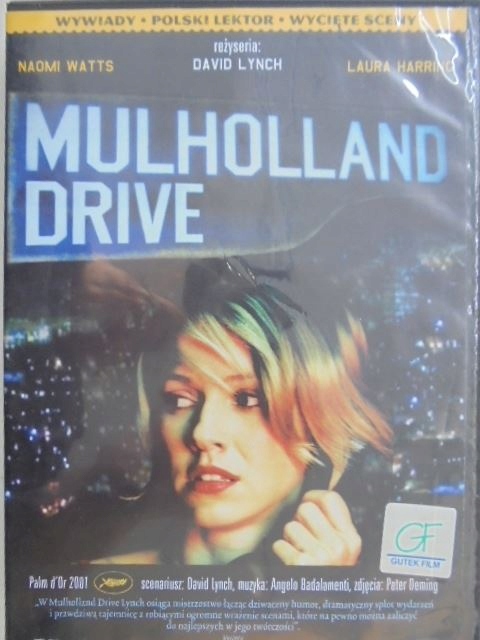 WYWIADY • POLSKI LEKTOR • WYCIĘTE SCENY
reżyseria:
NAOMI WATTS DAVID LYNCH LAURA HARRING
MULHOLLAND
DRIVE
GF
GUTEK FILM
Palm d'Or 2001 scenariusz: David Lynch, muzyka: Angelo Badalamenti, zdjęcia: Peter Deming
„W Mulholland Drive Lynch osiąga mistrzostwo łącząc dziwaczny humor, dramatyczny splot wydarzeń
i prawdziwą tajemnicę z robiącymi ogromne wrażenie scenami, które na pewno można zaliczyć
do najlepszych w jego twórczości"